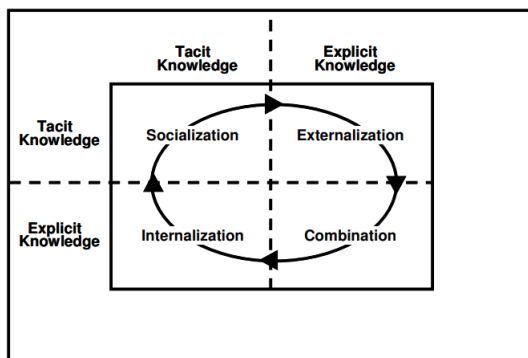 Tacit
Knowledge
Explicit
Knowledge
Tacit
Knowledge
Socialization
Externalization
Explicit
Knowledge
Internalization
Combination